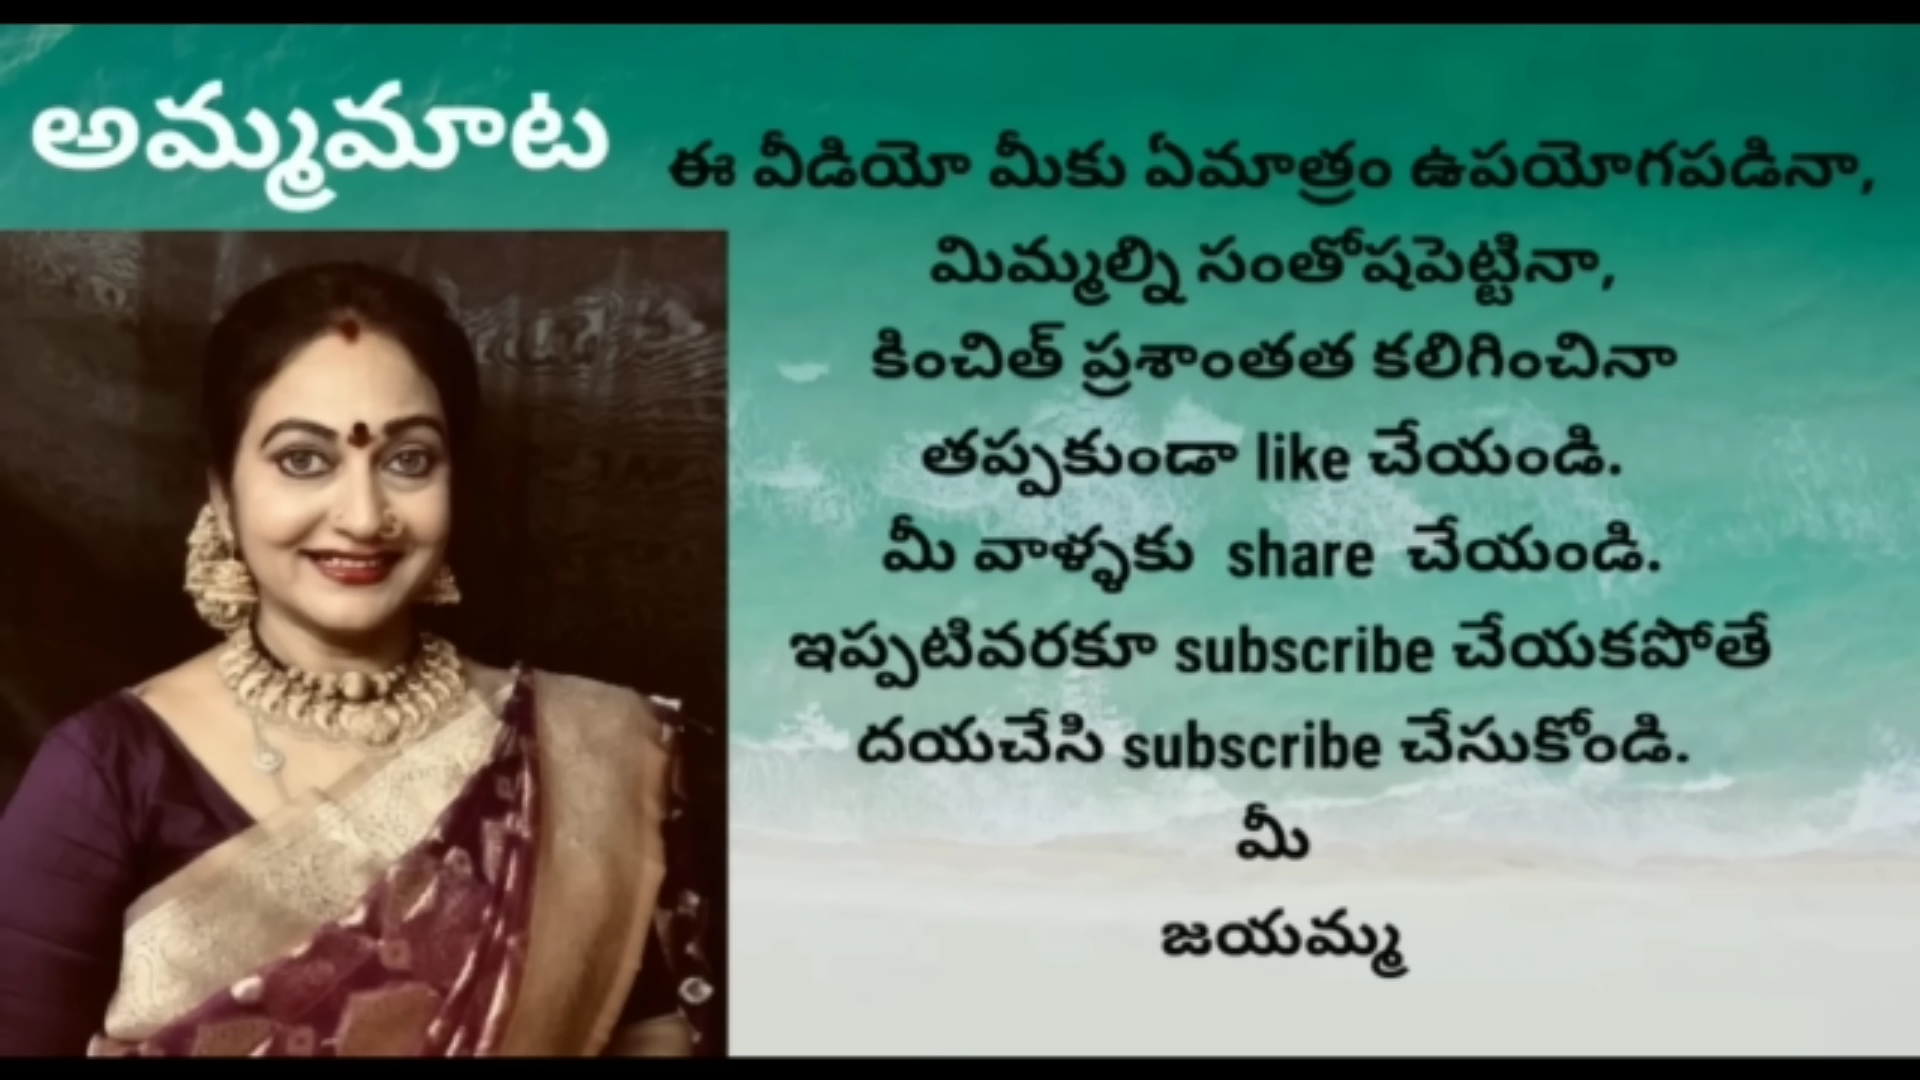 అమ్మమాట
ఈ వీడియో మీకు ఏమాత్రం ఉపయోగపడినా,
మిమ్మల్ని సంతోషపెట్టినా,
కించిత్ ప్రశాంతత కలిగించినా
తప్పకుండా like చేయండి.
మీ వాళ్ళకు share చేయండి.
ఇప్పటివరకూ subscribe చేయకపోతే
దయచేసి subscribe చేసుకోండి.
మీ
జయమ్మ